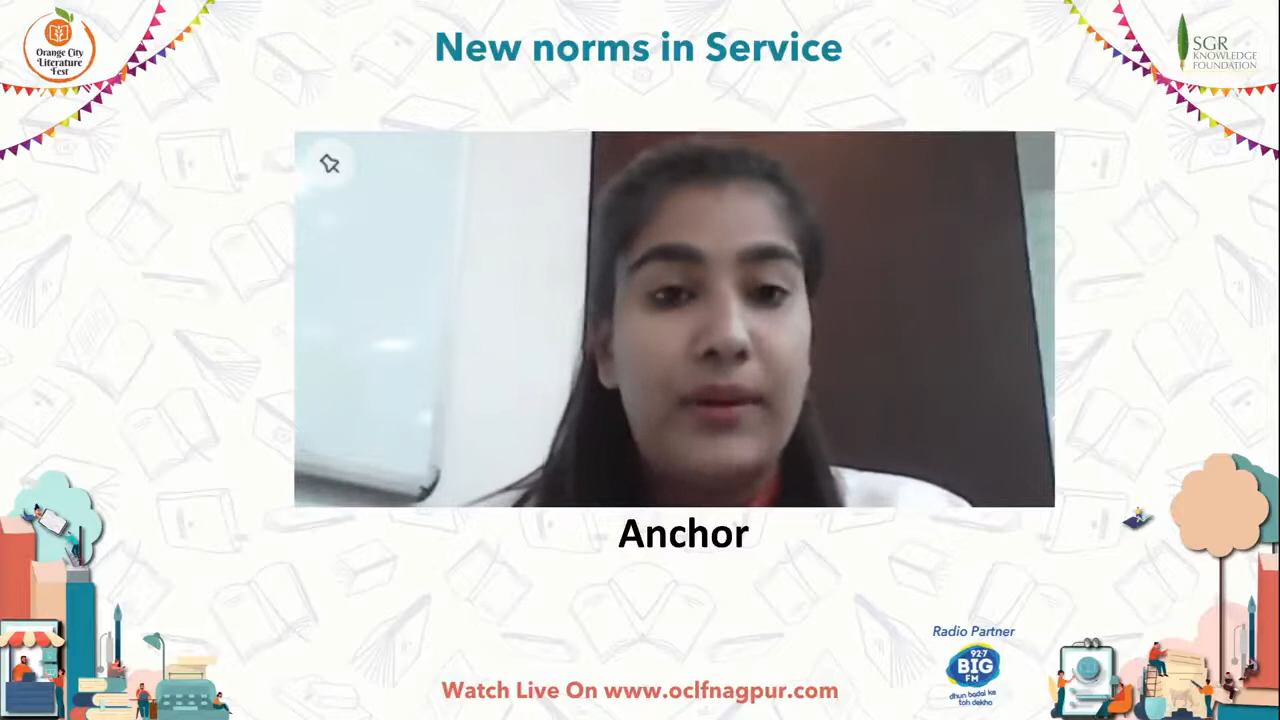 Orange City
Literature
Fest
New norms in Service
SGR
KNOWLEDGE
FOUNDATION
Anchor
Radio Partner
92.7
BIG
FM
dhun badal ke
toh dekho
Watch Live On www.oclfnagpur.com